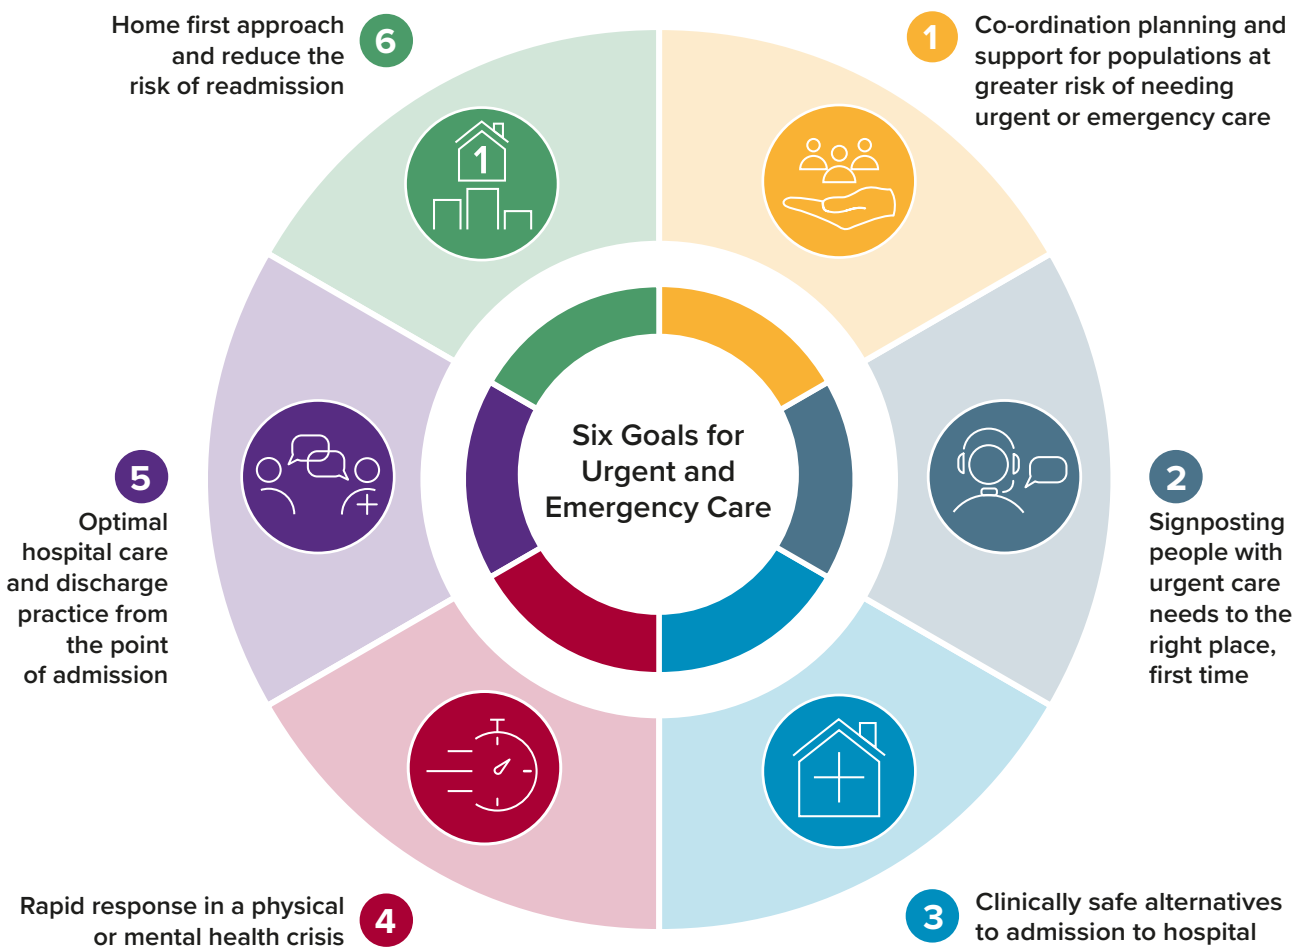 Six Goals for
Urgent and
Emergency Care
1
Co-ordination planning and
support for populations at
greater risk of needing
urgent or emergency care
2
Signposting
people with
urgent care
needs to the
right place,
first time
3
Clinically safe alternatives
to admission to hospital
4
Rapid response in a physical
or mental health crisis
5
Optimal
hospital care
and discharge
practice from
the point
of admission
6
Home first approach
and reduce the
risk of readmission
1